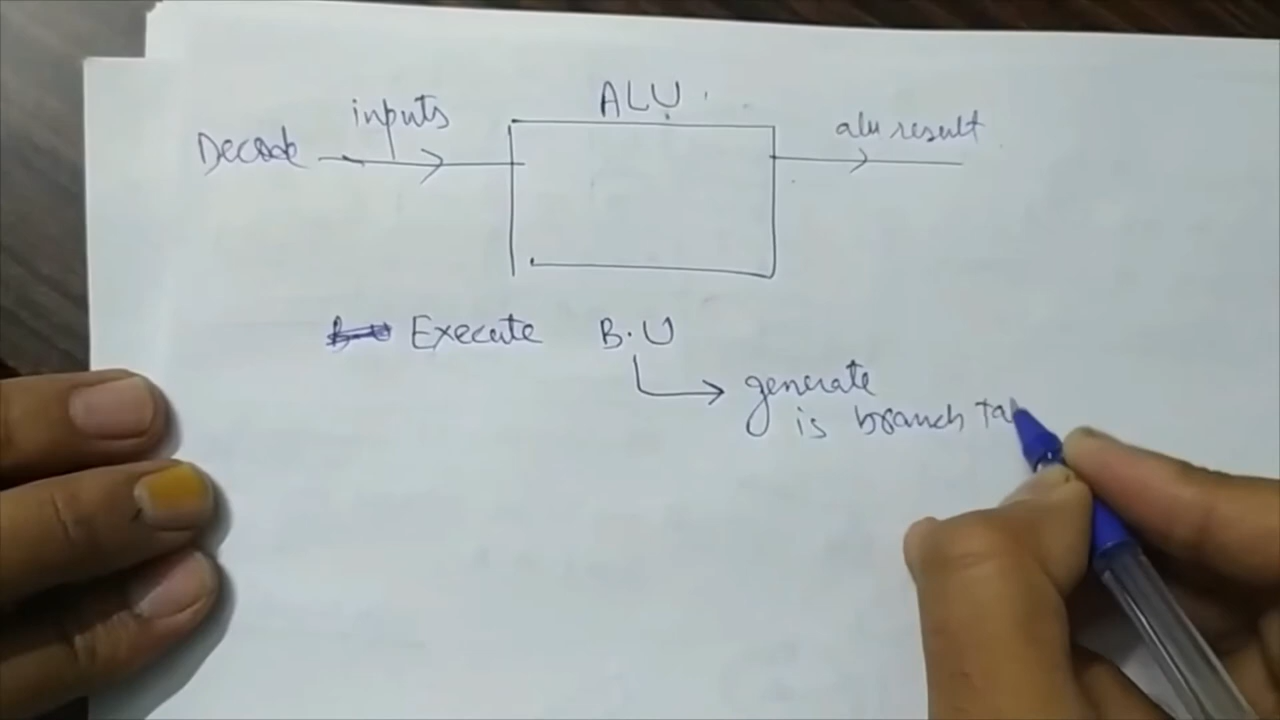 ALU
inputs
Decode
alu result
Execute B.U
generate
is branch ta